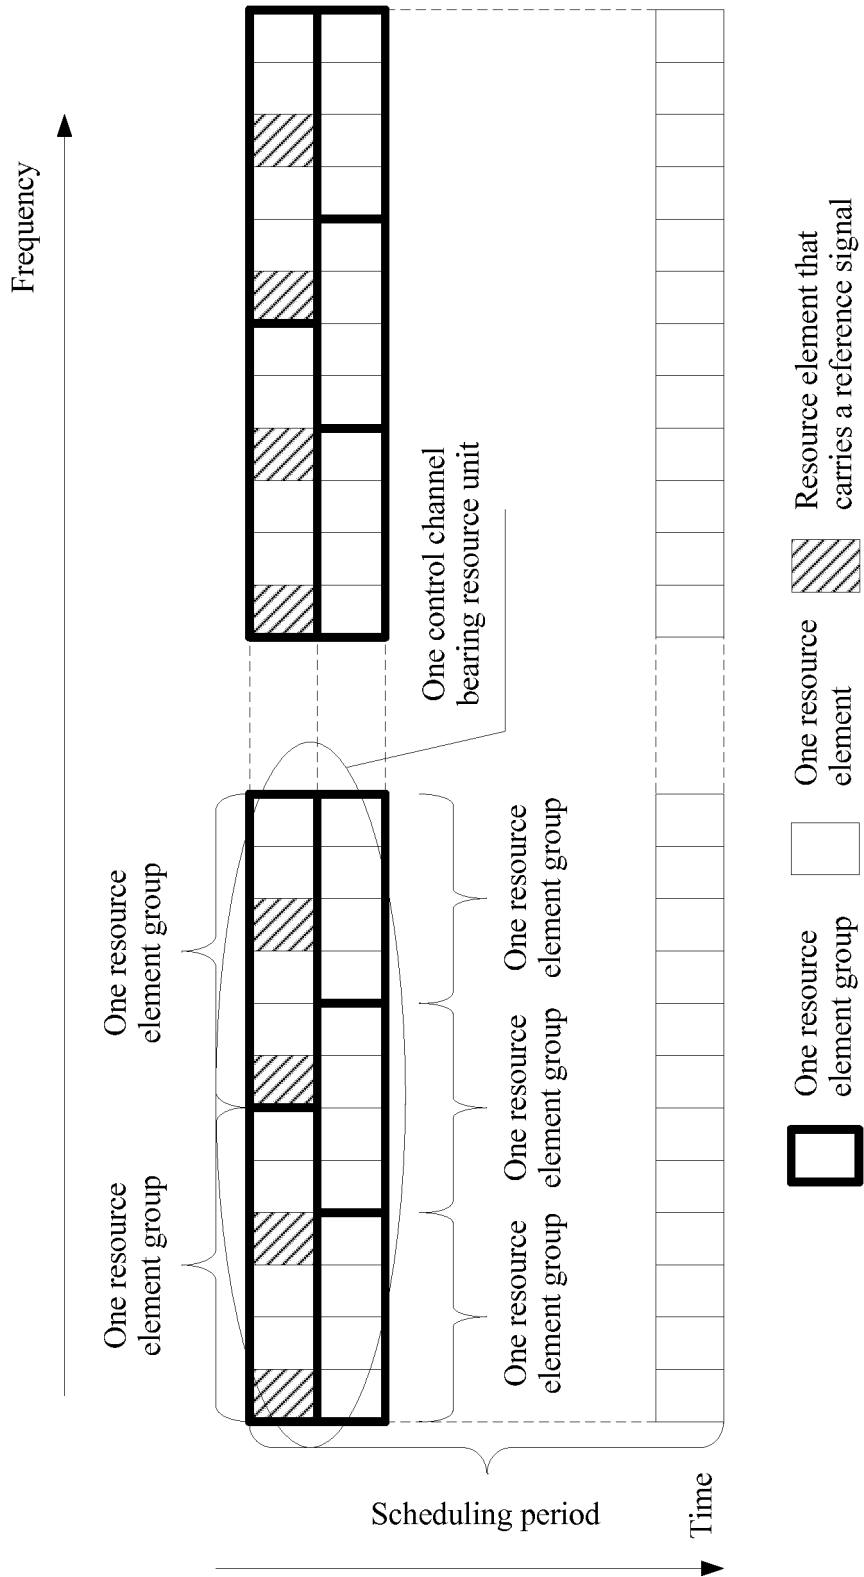 Frequency
One resource
element group
One resource
element group
One control channel
bearing resource unit
One resource
element group
One resource
element group
One resource
element group
Scheduling period
Time
One resource
element group
One resource
element
Resource element that
carries a reference signal